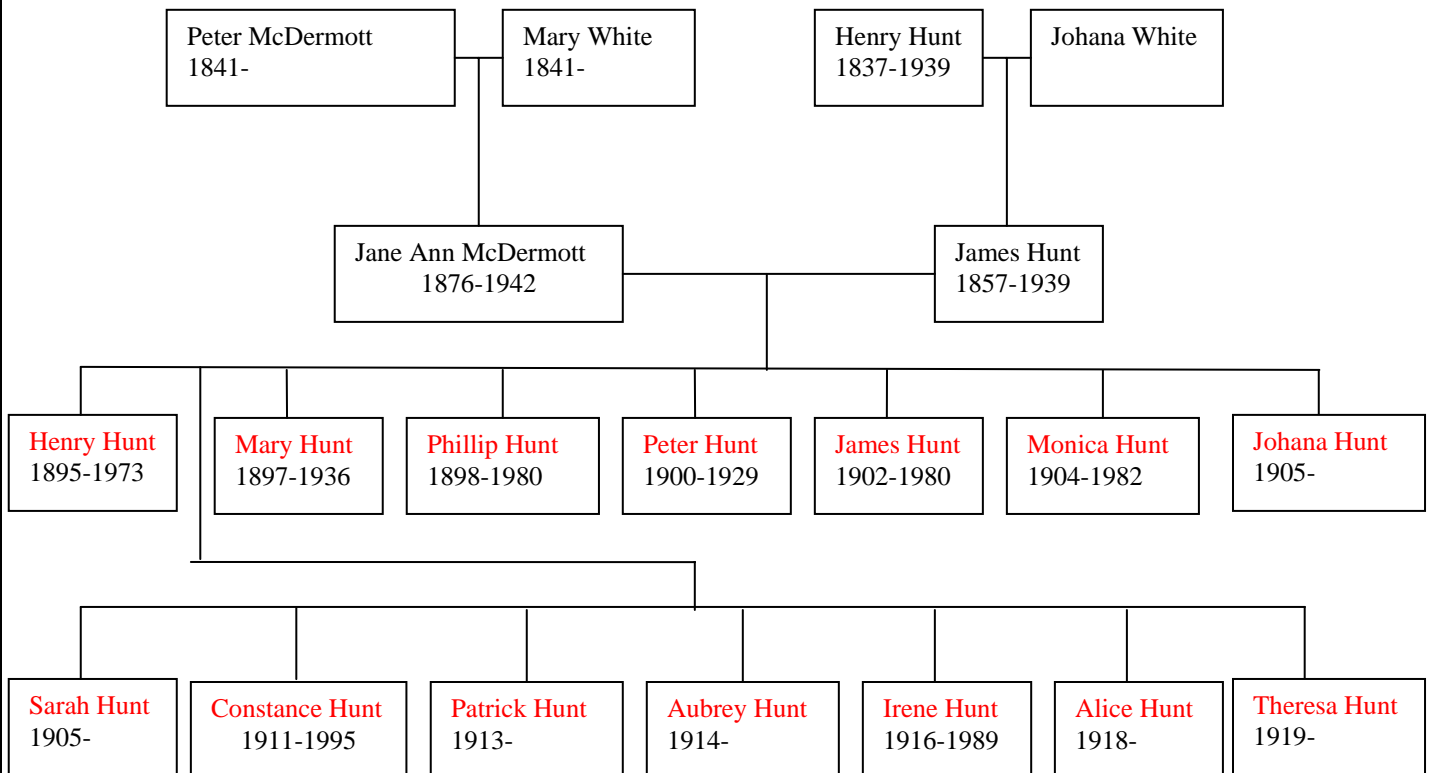 Peter McDermott
1841-
Mary White
1841-
Henry Hunt
1837-1939
Johana White
Jane Ann McDermott
1876-1942
James Hunt
1857-1939
Henry Hunt
1895-1973
Mary Hunt
1897-1936
Phillip Hunt
1898-1980
Peter Hunt
1900-1929
James Hunt
1902-1980
Monica Hunt
1904-1982
Johana Hunt
1905-
Sarah Hunt
1905-
Constance Hunt
1911-1995
Patrick Hunt
1913-
Aubrey Hunt
1914-
Irene Hunt
1916-1989
Alice Hunt
1918-
Theresa Hunt
1919-